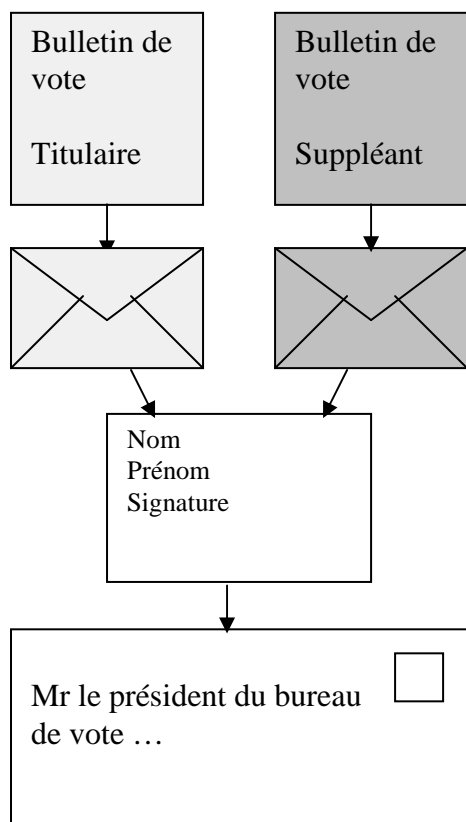 Bulletin de
vote
Titulaire
Bulletin de
vote
Suppléant
Nom
Prénom
Signature
Mr le président du bureau
de vote …